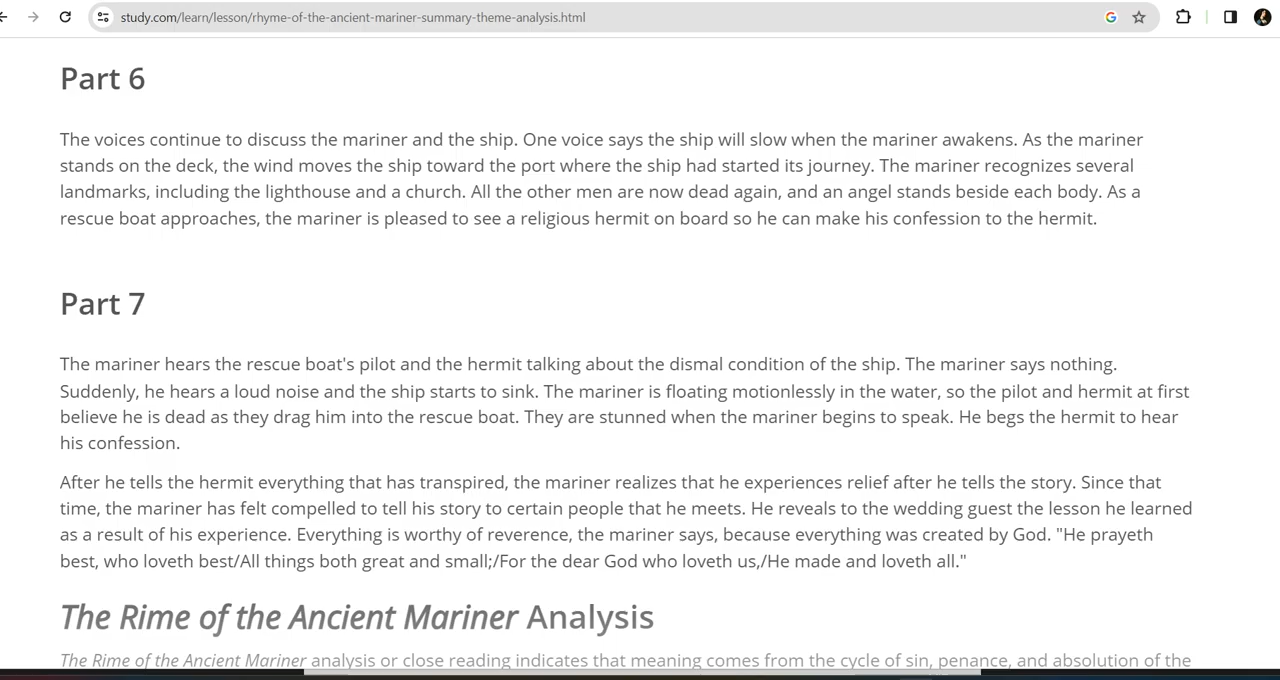 study.com/learn/lesson/rhyme-of-the-ancient-mariner-summary-theme-analysis.html
Part 6
The voices continue to discuss the mariner and the ship. One voice says the ship will slow when the mariner awakens. As the mariner
stands on the deck, the wind moves the ship toward the port where the ship had started its journey. The mariner recognizes several
landmarks, including the lighthouse and a church. All the other men are now dead again, and an angel stands beside each body. As a
rescue boat approaches, the mariner is pleased to see a religious hermit on board so he can make his confession to the hermit.
Part 7
The mariner hears the rescue boat's pilot and the hermit talking about the dismal condition of the ship. The mariner says nothing.
Suddenly, he hears a loud noise and the ship starts to sink. The mariner is floating motionlessly in the water, so the pilot and hermit at first
believe he is dead as they drag him into the rescue boat. They are stunned when the mariner begins to speak. He begs the hermit to hear
his confession.
After he tells the hermit everything that has transpired, the mariner realizes that he experiences relief after he tells the story. Since that
time, the mariner has felt compelled to tell his story to certain people that he meets. He reveals to the wedding guest the lesson he learned
as a result of his experience. Everything is worthy of reverence, the mariner says, because everything was created by God. "He prayeth
best, who loveth best/All things both great and small;/For the dear God who loveth us,/He made and loveth all."
The Rime of the Ancient Mariner Analysis
The Rime of the Ancient Mariner analysis or close reading indicates that meaning comes from the cycle of sin, penance, and absolution of the